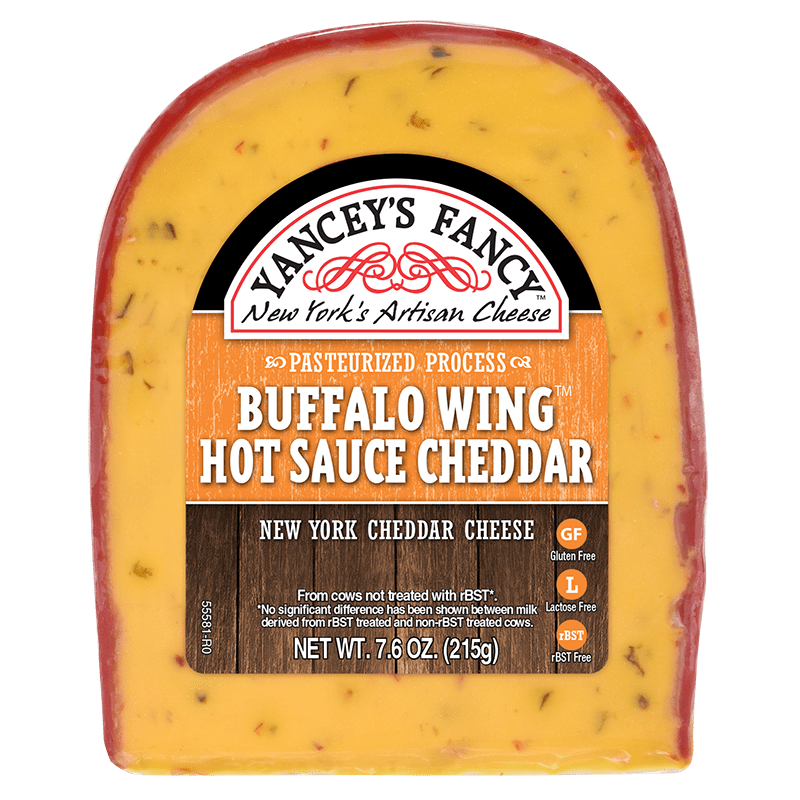 YANCEY'S FANCY
New York's Artisan Cheese™
PASTEURIZED PROCESS
BUFFALO WING™
HOT SAUCE CHEDDAR
NEW YORK CHEDDAR CHEESE
GF
Gluten Free
L
Lactose Free
rBST
rBST Free
From cows not treated with rBST*.
*No significant difference has been shown between milk
derived from rBST treated and non-rBST treated cows.
NET WT. 7.6 OZ. (215g)
55581-R0